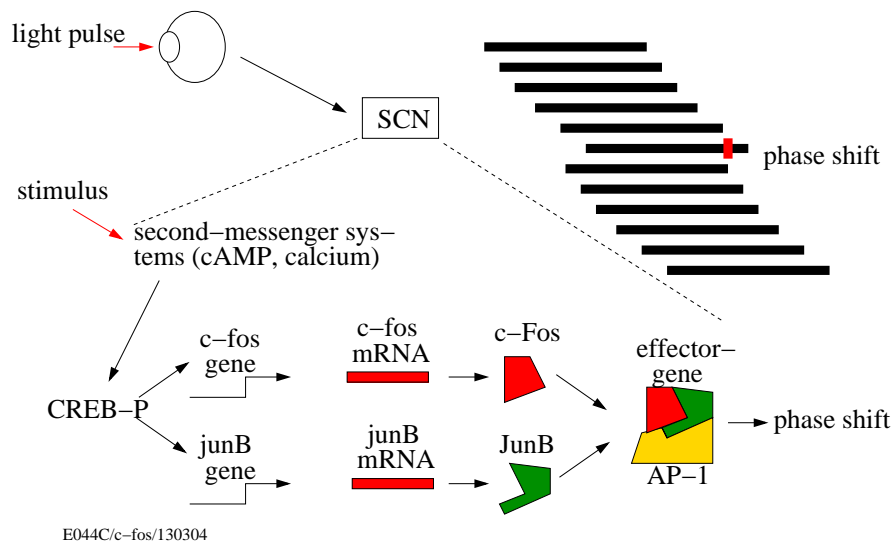 light pulse
SCN
phase shift
stimulus
second−messenger sys−
tems (cAMP, calcium)
c−fos
gene
c−fos
mRNA
c−Fos
effector−
gene
CREB−P
phase shift
junB
gene
junB
mRNA
JunB
AP−1
E044C/c−fos/130304